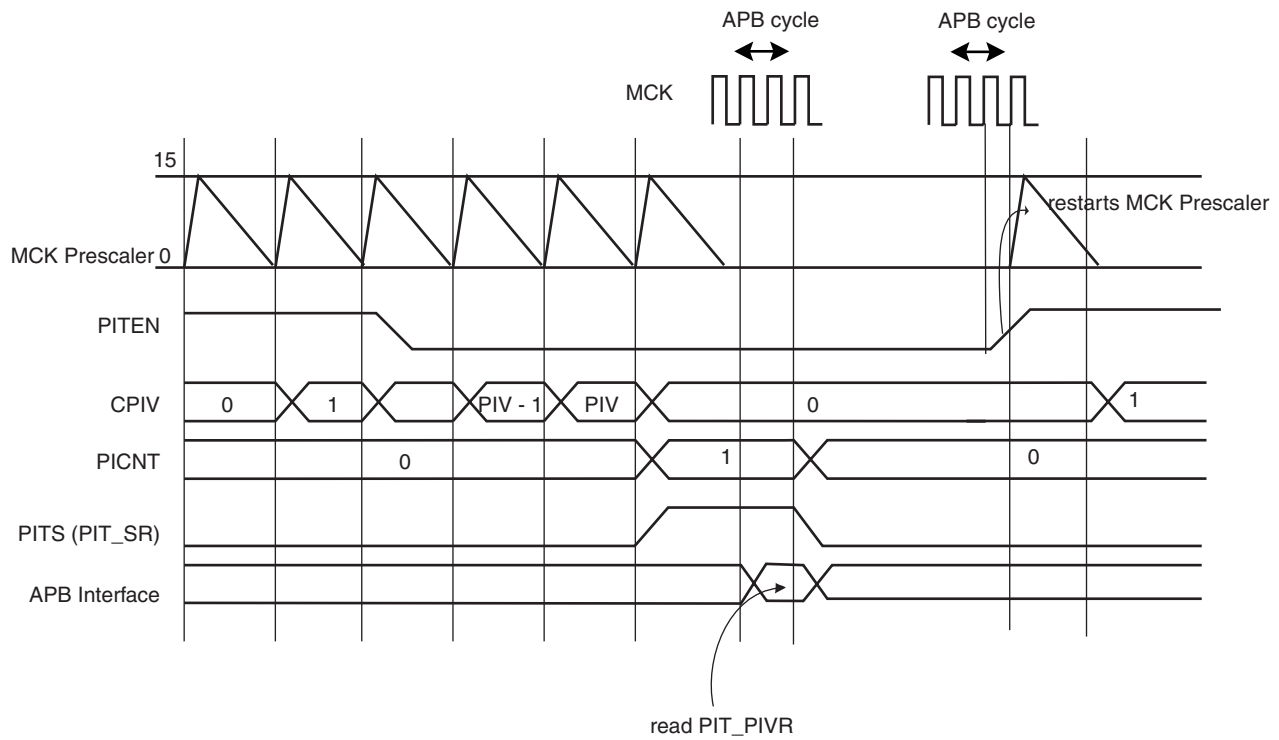 APB cycle
APB cycle
MCK
15
restarts MCK Prescaler
MCK Prescaler 0
PITEN
CPIV
0
1
PIV - 1
PIV
0
1
PICNT
0
1
0
PITS (PIT_SR)
APB Interface
read PIT_PIVR